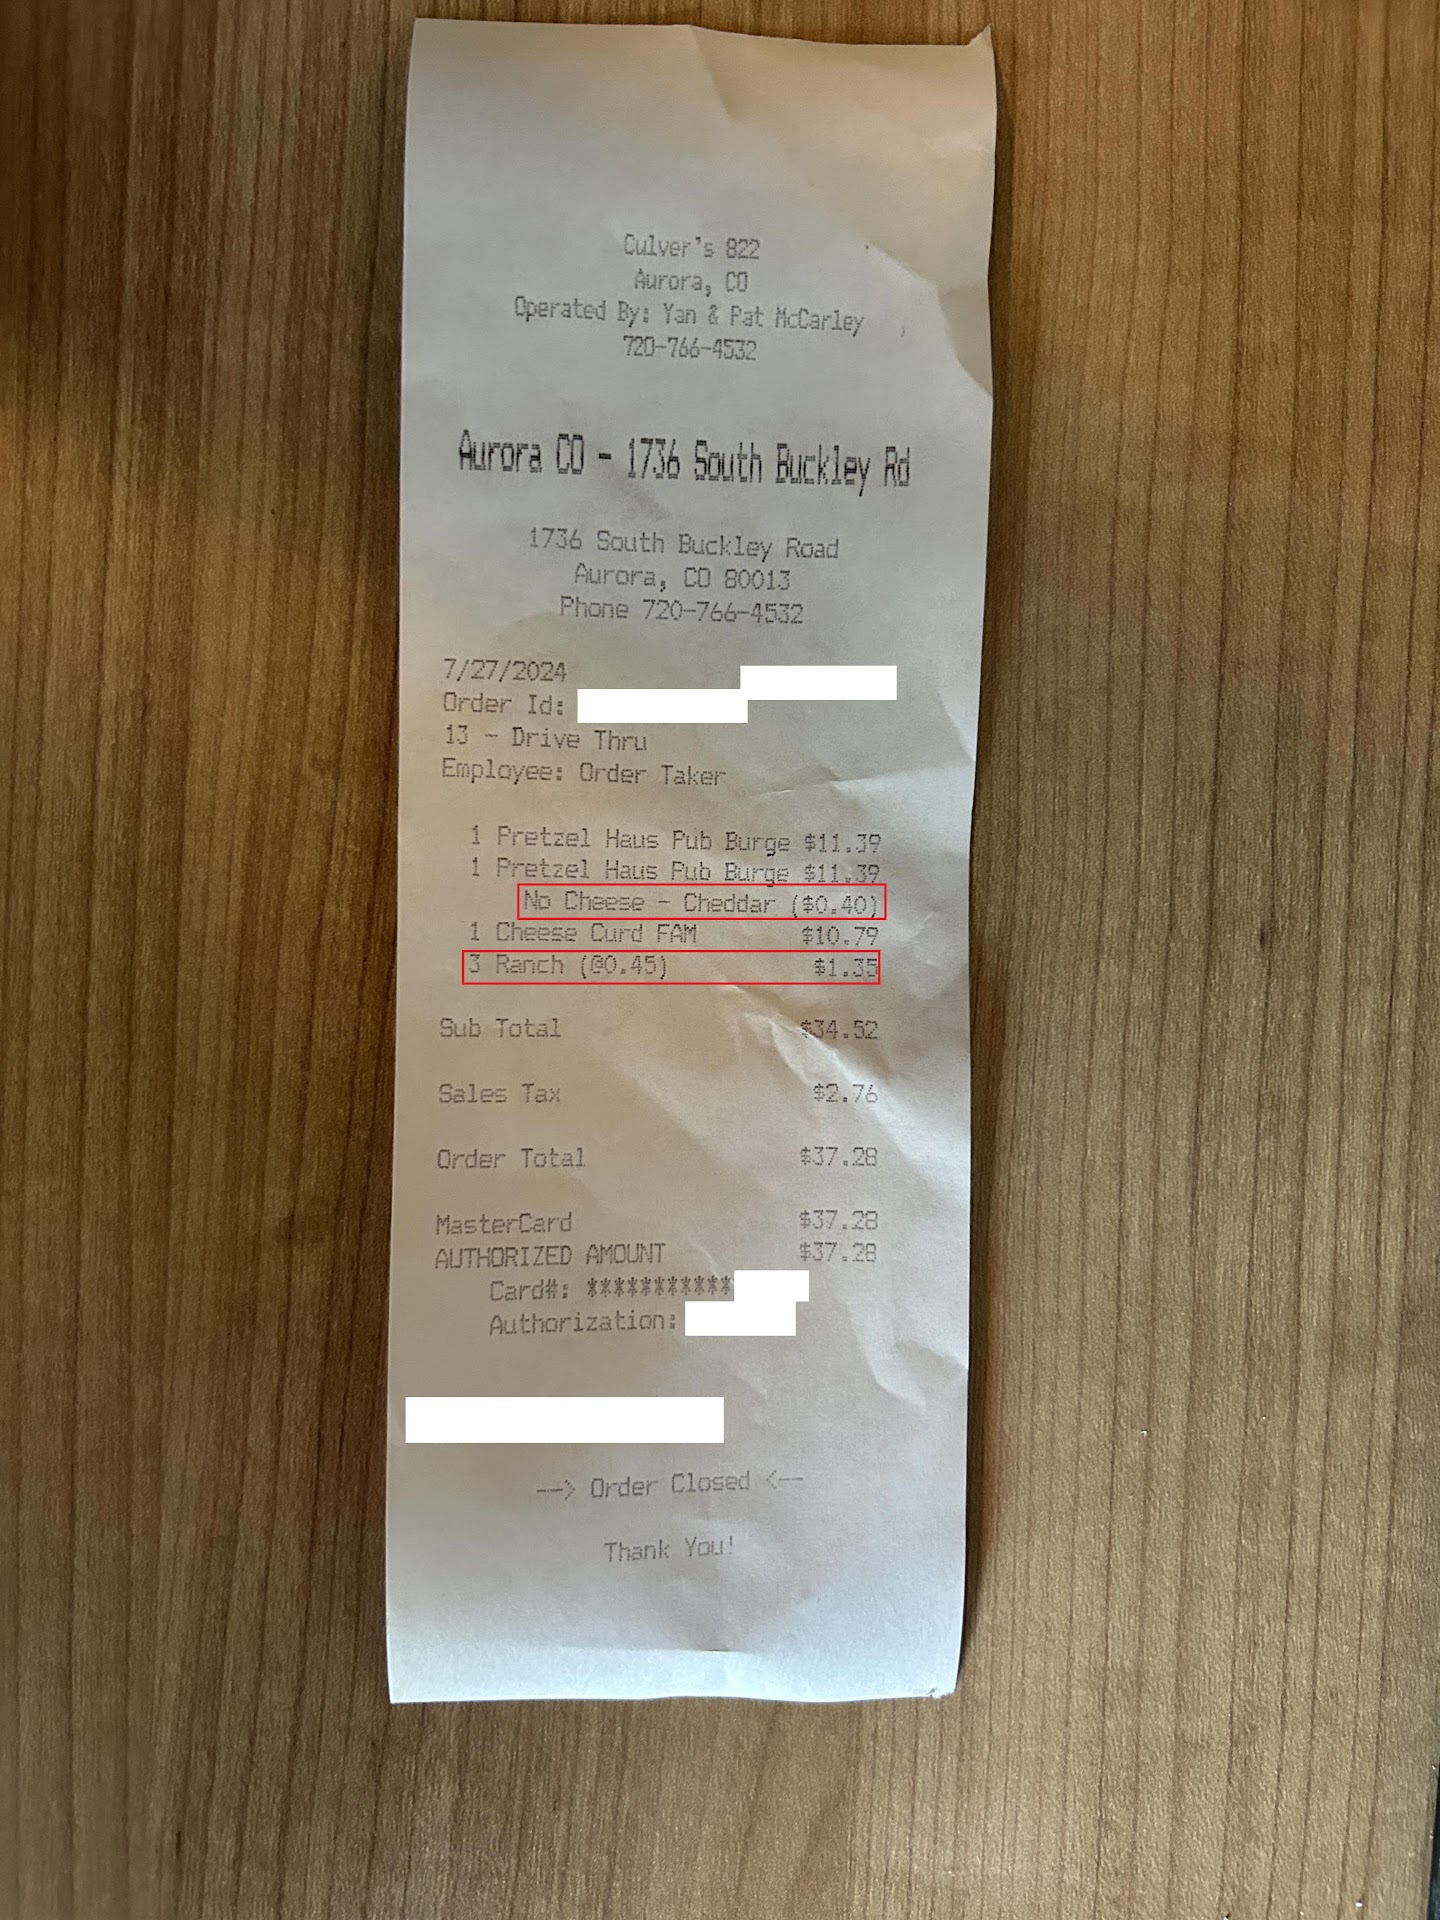 Culver's 822
Aurora, CO
Operated By: Yan & Pat McCarley
720-766-4532
Aurora CO - 1736 South Buckley Rd
1736 South Buckley Road
Aurora, CO 80013
Phone 720-766-4532
7/27/2024
Order Id:
13 - Drive Thru
Employee: Order Taker
1 Pretzel Haus Pub Burge $11.39
1 Pretzel Haus Pub Burge $11.39
No Cheese - Cheddar ($0.40)
1 Cheese Curd FAM $10.79
3 Ranch (@0.45) $1.35
Sub Total $34.52
Sales Tax $2.76
Order Total $37.28
MasterCard $37.28
AUTHORIZED AMOUNT $37.28
Card#: ***********
Authorization:
--> Order Closed <--
Thank You!